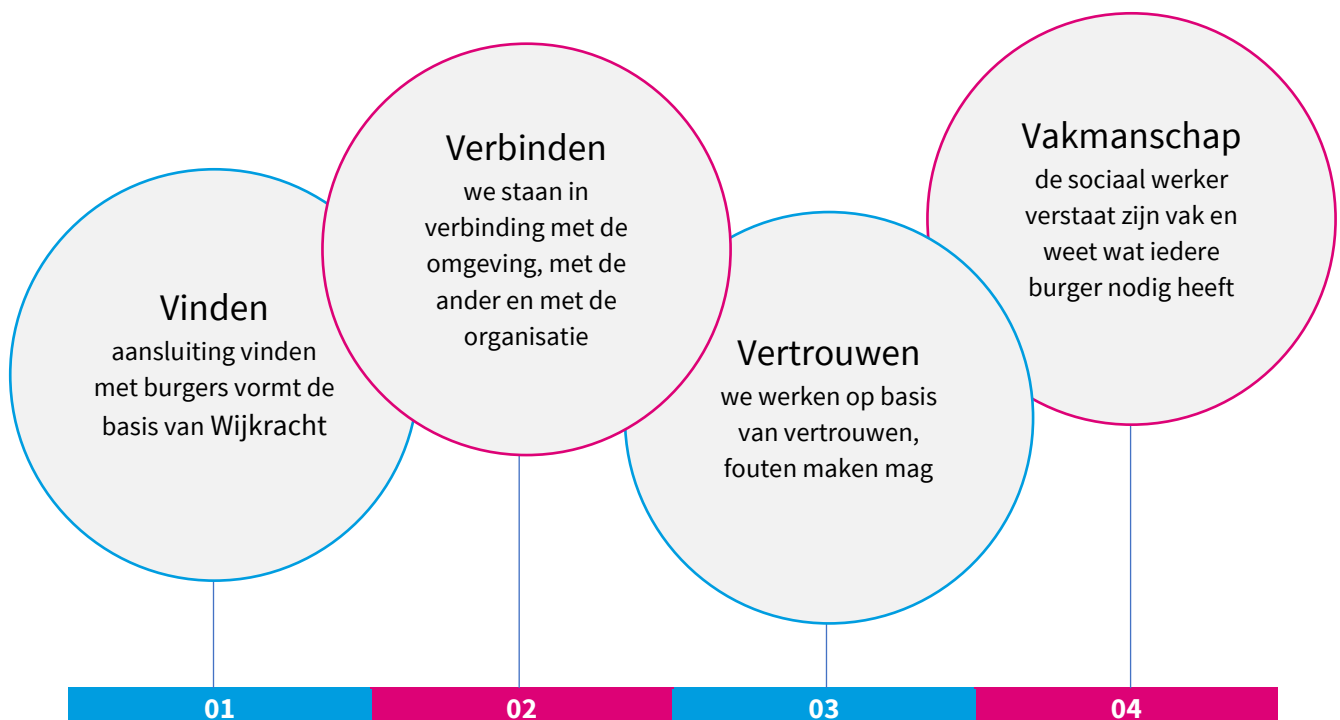 Vinden
aansluiting vinden
met burgers vormt de
basis van Wijkracht
Verbinden
we staan in
verbinding met de
omgeving, met de
ander en met de
organisatie
Vertrouwen
we werken op basis
van vertrouwen,
fouten maken mag
Vakmanschap
de sociaal werker
verstaat zijn vak en
weet wat iedere
burger nodig heeft
01
02
03
04